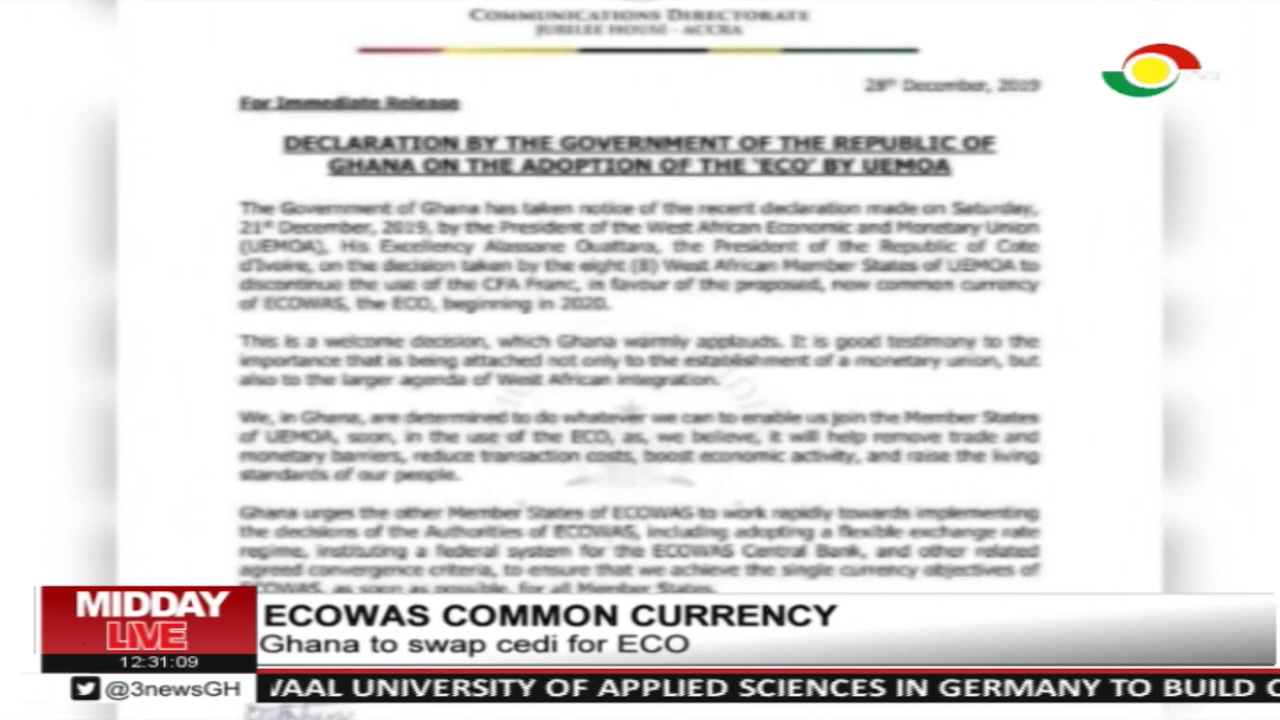 COMMUNICATIONS DIRECTORATE
JUBILEE HOUSE - ACCRA
28th December, 2019
For Immediate Release
DECLARATION BY THE GOVERNMENT OF THE REPUBLIC OF
GHANA ON THE ADOPTION OF THE 'ECO' BY UEMOA
The Government of Ghana has taken notice of the recent declaration made on Saturday,
21st December, 2019, by the President of the West African Economic and Monetary Union
(UEMOA), His Excellency Alassane Ouattara, the President of the Republic of Cote
d'Ivoire, on the decision taken by the eight (8) West African Member States of UEMOA to
discontinue the use of the CFA Franc, in favour of the proposed, new common currency
of ECOWAS, the ECO, beginning in 2020.
This is a welcome decision, which Ghana warmly applauds. It is good testimony to the
importance that is being attached not only to the establishment of a monetary union, but
also to the larger agenda of West African integration.
We, in Ghana, are determined to do whatever we can to enable us join the Member States
of UEMOA, soon, in the use of the ECO, as, we believe, it will help remove trade and
monetary barriers, reduce transaction costs, boost economic activity, and raise the living
standards of our people.
Ghana urges the other Member States of ECOWAS to work rapidly towards implementing
the decisions of the Authorities of ECOWAS, including adopting a flexible exchange rate
regime, instituting a federal system for the ECOWAS Central Bank, and other related
agreed convergence criteria, to ensure that we achieve the single currency objectives of
ECOWAS, as soon as possible, for all Member States.
MIDDAY
LIVE
12:31:09
ECOWAS COMMON CURRENCY
Ghana to swap cedi for ECO
@3newsGH
VAAL UNIVERSITY OF APPLIED SCIENCES IN GERMANY TO BUILD